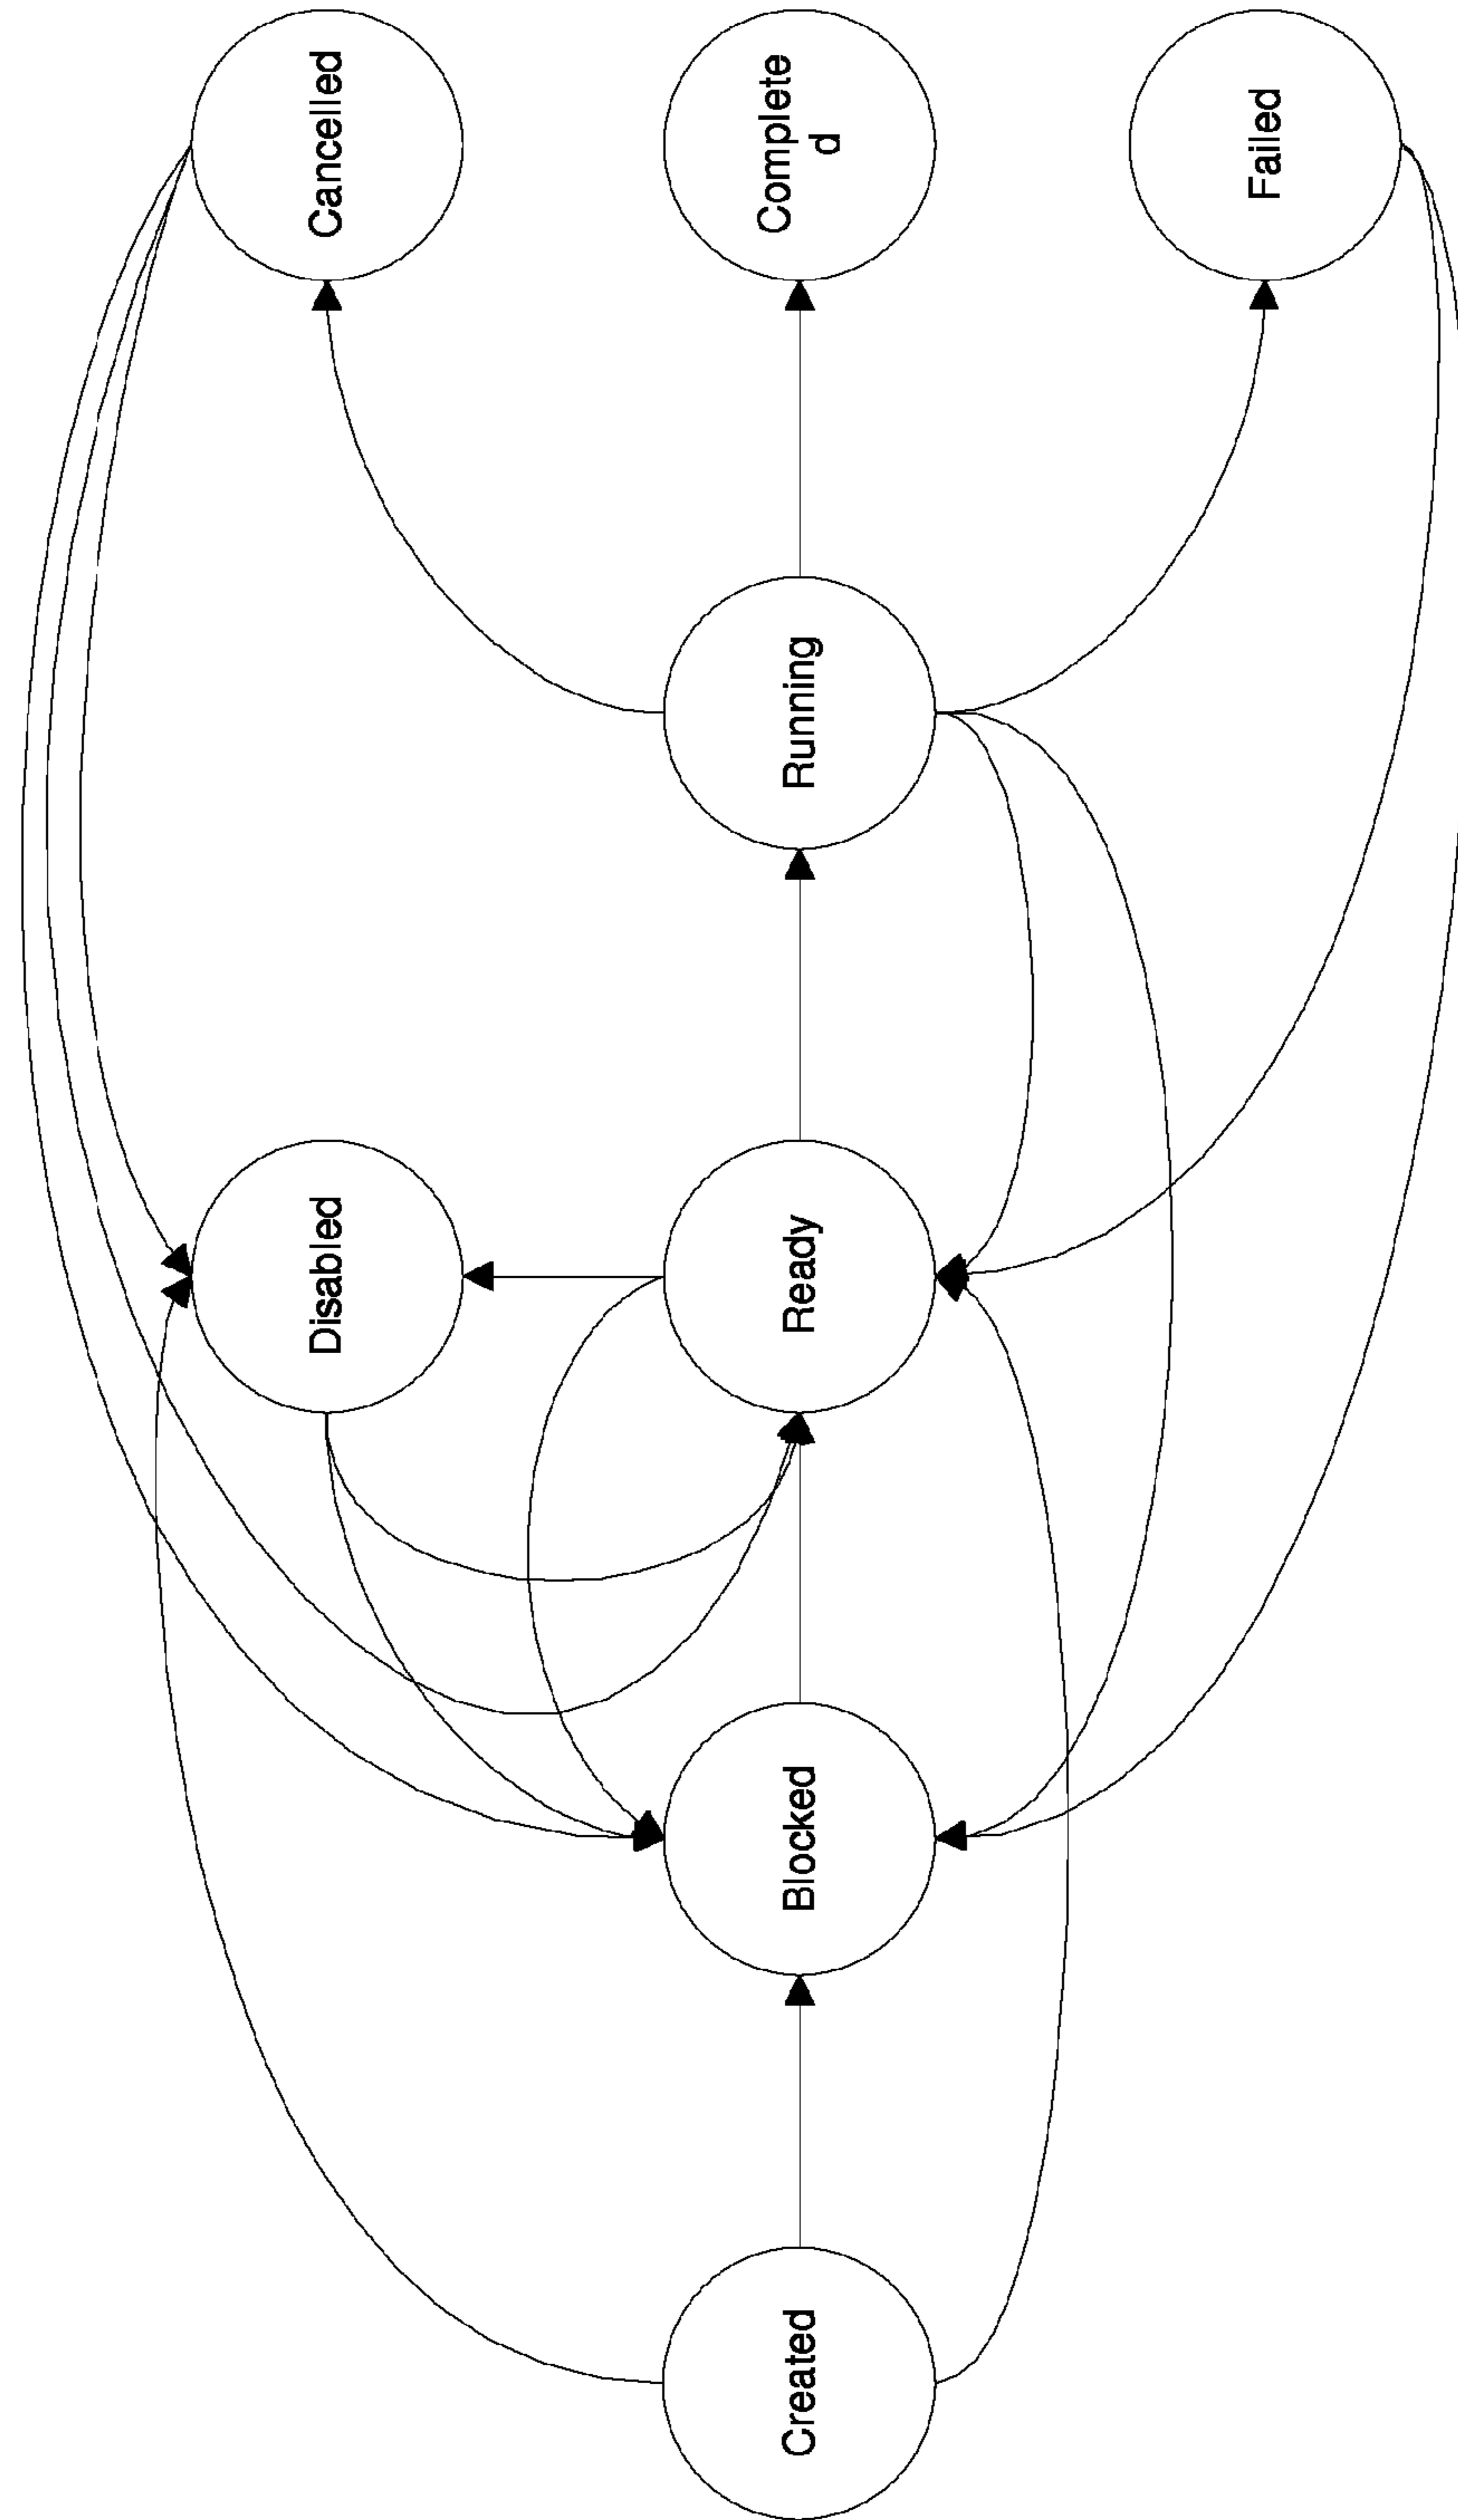 Cancelled
Disabled
Created
Blocked
Ready
Running
Complete
d
Failed